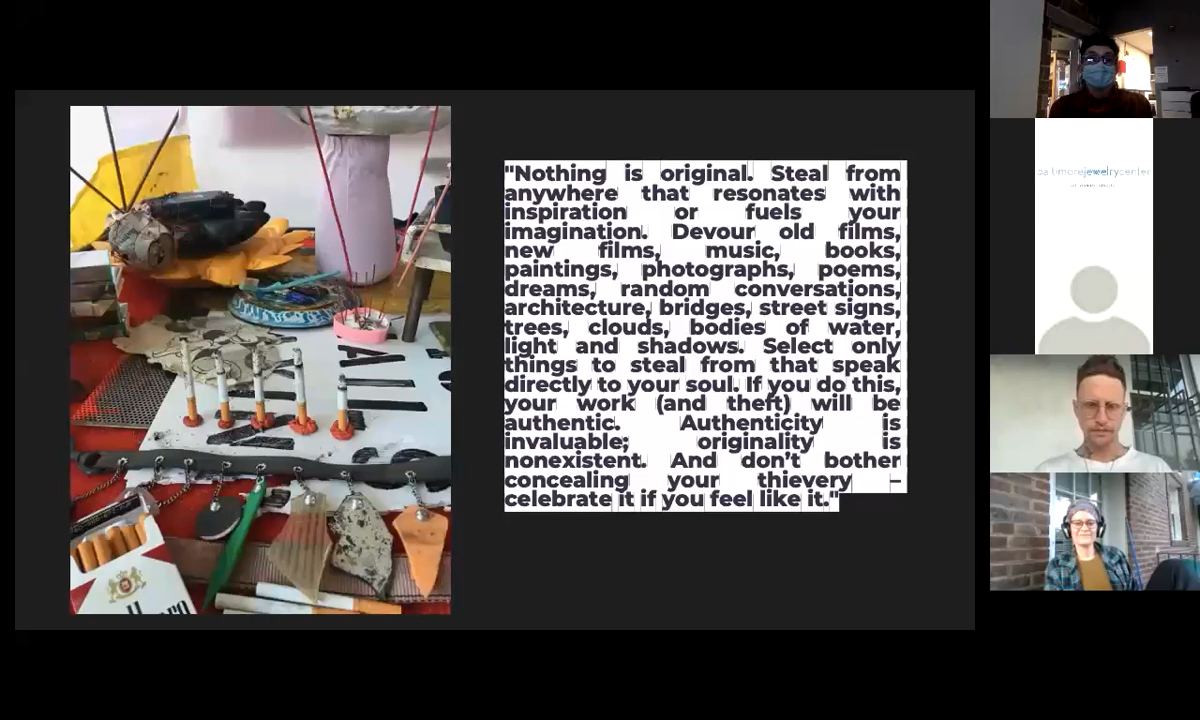 "Nothing is original. Steal from
anywhere that resonates with
inspiration or fuels your
imagination. Devour old films,
new films, music, books,
paintings, photographs, poems,
dreams, random conversations,
architecture, bridges, street signs,
trees, clouds, bodies of water,
light and shadows. Select only
things to steal from that speak
directly to your soul. If you do this,
your work (and theft) will be
authentic. Authenticity is
invaluable; originality is
nonexistent. And don't bother
concealing your thievery –
celebrate it if you feel like it."
baltimorejewelrycenter